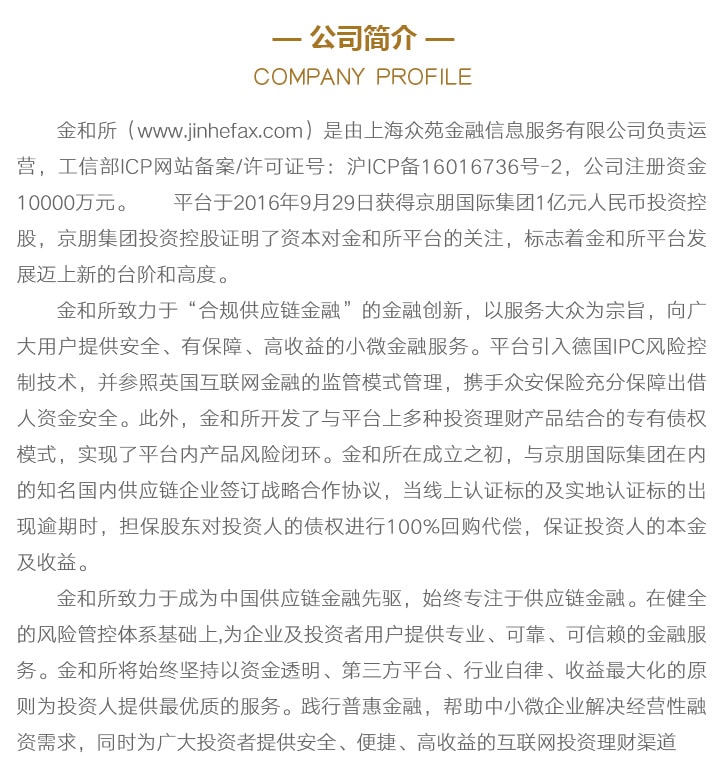 — 公司简介 —
COMPANY PROFILE
金和所（www.jinhefax.com）是由上海众苑金融信息服务有限公司负责运
营，工信部ICP网站备案/许可证号：沪ICP备16016736号-2，公司注册资金
10000万元。 平台于2016年9月29日获得京朋国际集团1亿元人民币投资控
股，京朋集团投资控股证明了资本对金和所平台的关注，标志着金和所平台发
展迈上新的台阶和高度。
金和所致力于“合规供应链金融”的金融创新，以服务大众为宗旨，向广
大用户提供安全、有保障、高收益的小微金融服务。平台引入德国IPC风险控
制技术，并参照英国互联网金融的监管模式管理，携手众安保险充分保障出借
人资金安全。此外，金和所开发了与平台上多种投资理财产品结合的专有债权
模式，实现了平台内产品风险闭环。金和所在成立之初，与京朋国际集团在内
的知名国内供应链企业签订战略合作协议，当线上认证标的及实地认证标的出
现逾期时，担保股东对投资人的债权进行100%回购代偿，保证投资人的本金
及收益。
金和所致力于成为中国供应链金融先驱，始终专注于供应链金融。在健全
的风险管控体系基础上,为企业及投资者用户提供专业、可靠、可信赖的金融服
务。金和所将始终坚持以资金透明、第三方平台、行业自律、收益最大化的原
则为投资人提供最优质的服务。践行普惠金融，帮助中小微企业解决经营性融
资需求，同时为广大投资者提供安全、便捷、高收益的互联网投资理财渠道